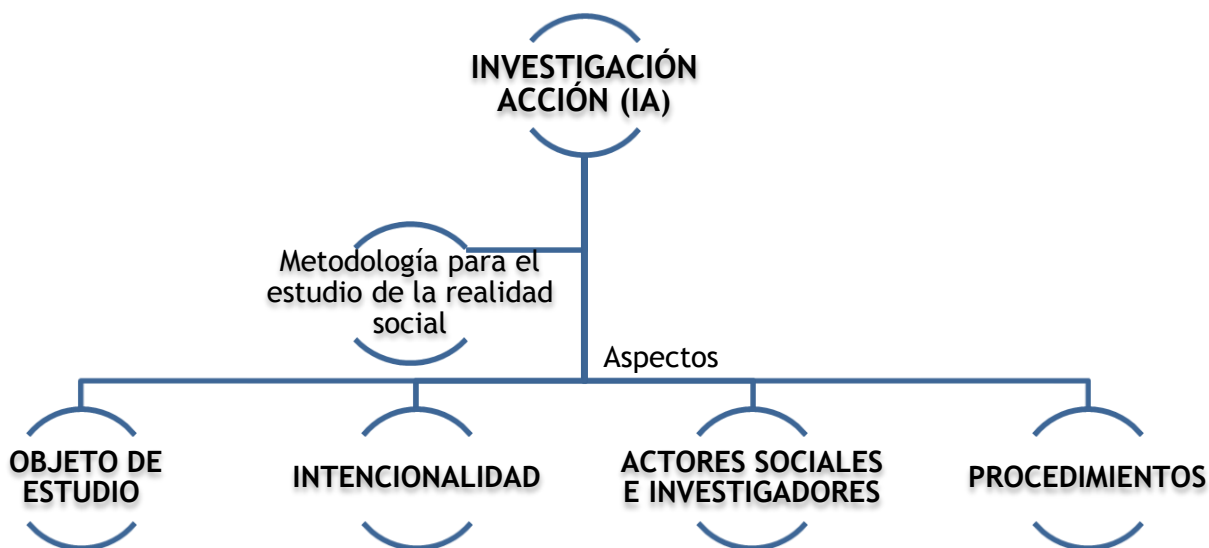 INVESTIGACIÓN
ACCIÓN (IA)
Metodología para el
estudio de la realidad
social
Aspectos
OBJETO DE
ESTUDIO
INTENCIONALIDAD
ACTORES SOCIALES
E INVESTIGADORES
PROCEDIMIENTOS